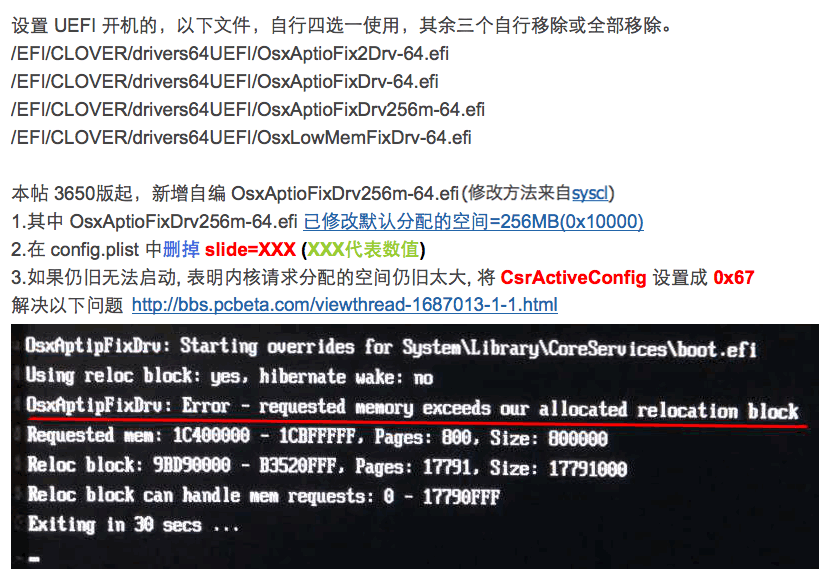 设置 UEFI 开机的，以下文件，自行四选一使用，其余三个自行移除或全部移除。
/EFI/CLOVER/drivers64UEFI/OsxAptioFix2Drv-64.efi
/EFI/CLOVER/drivers64UEFI/OsxAptioFixDrv-64.efi
/EFI/CLOVER/drivers64UEFI/OsxAptioFixDrv256m-64.efi
/EFI/CLOVER/drivers64UEFI/OsxLowMemFixDrv-64.efi
本帖 3650版起，新增自编 OsxAptioFixDrv256m-64.efi(修改方法来自syscl)
1.其中 OsxAptioFixDrv256m-64.efi 已修改默认分配的空间=256MB(0x10000)
2.在 config.plist 中删掉 slide=XXX (XXX代表数值)
3.如果仍旧无法启动, 表明内核请求分配的空间仍旧太大, 将 CsrActiveConfig 设置成 0x67
解决以下问题 http://bbs.pcbeta.com/viewthread-1687013-1-1.html
OsxAptipFixDrv: Starting overrides for System\Library\CoreServices\boot.efi
Using reloc block: yes, hibernate wake: no
OsxAptipFixDrv: Error - requested memory exceeds our allocated relocation block
Requested mem: 1C400000 - 1CBFFFFF, Pages: 800, Size: 800000
Reloc block: 9BD90000 - B3520FFF, Pages: 17791, Size: 17791000
Reloc block can handle mem requests: 0 - 17790FFF
Exiting in 30 secs ...